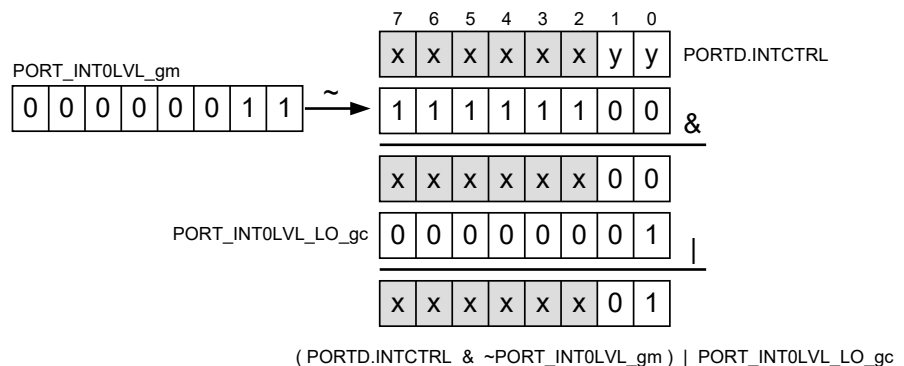 7 6 5 4 3 2 1 0
x x x x x x y y PORTD.INTCTRL
PORT_INT0LVL_gm
0 0 0 0 0 0 1 1 ~ 1 1 1 1 1 1 0 0 &
x x x x x x 0 0
PORT_INT0LVL_LO_gc 0 0 0 0 0 0 0 1 |
x x x x x x 0 1
( PORTD.INTCTRL & ~PORT_INT0LVL_gm ) | PORT_INT0LVL_LO_gc